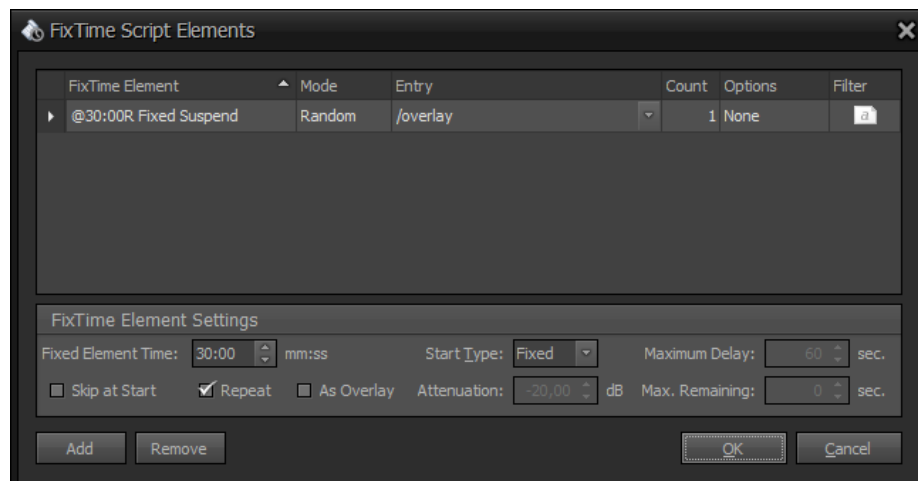 FixTime Script Elements
FixTime Element Mode Entry Count Options Filter
@30:00R Fixed Suspend Random /overlay 1 None a
FixTime Element Settings
Fixed Element Time: 30:00 mm:ss Start Type: Fixed Maximum Delay: 60 sec.
Skip at Start Repeat As Overlay Attenuation: -20,00 dB Max. Remaining: 0 sec.
Add Remove OK Cancel